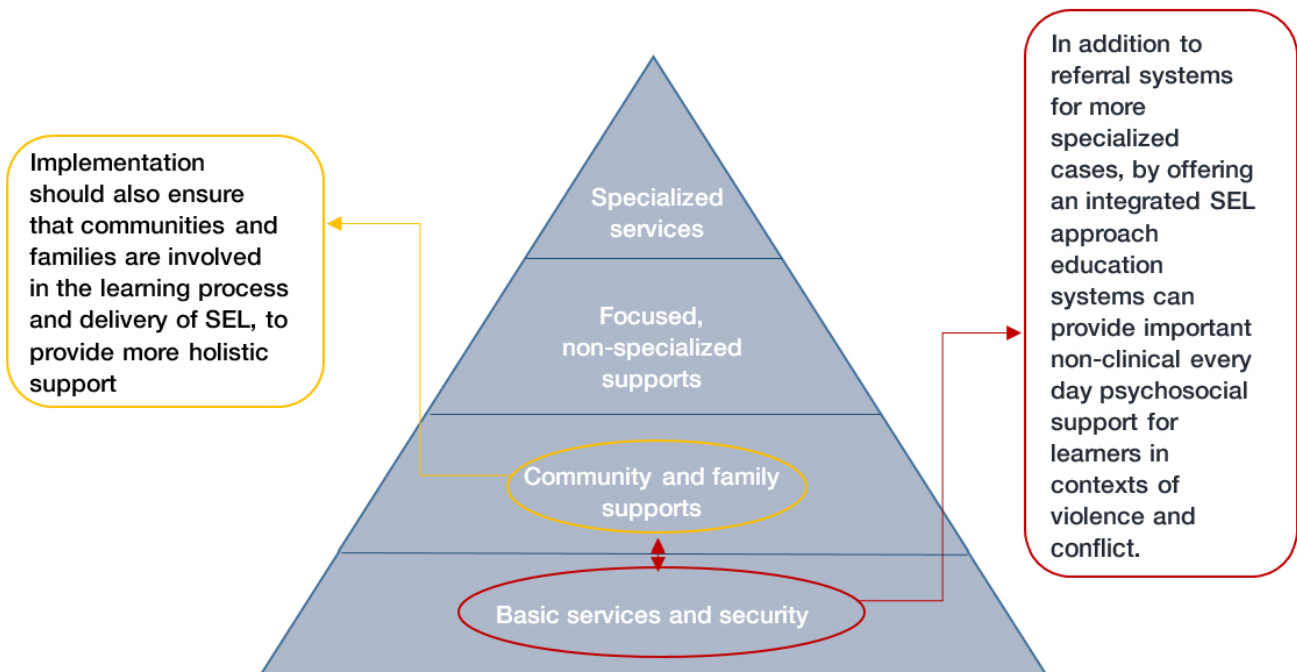 Implementation
should also ensure
that communities and
families are involved
in the learning process
and delivery of SEL, to
provide more holistic
support
Specialized
services
Focused,
non-specialized
supports
Community and family
supports
Basic services and security
In addition to
referral systems
for more
specialized
cases, by offering
an integrated SEL
approach
education
systems can
provide important
non-clinical every
day psychosocial
support for
learners in
contexts of
violence and
conflict.